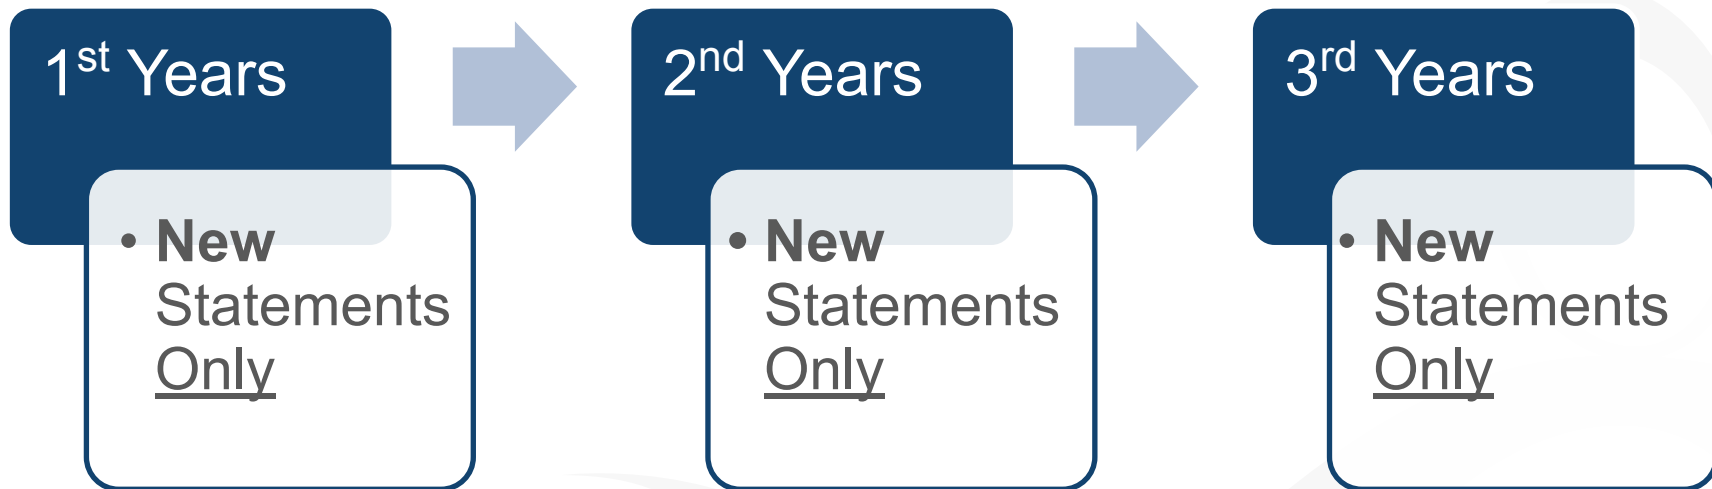 1st Years
• New
Statements
Only
2nd Years
• New
Statements
Only
3rd Years
• New
Statements
Only